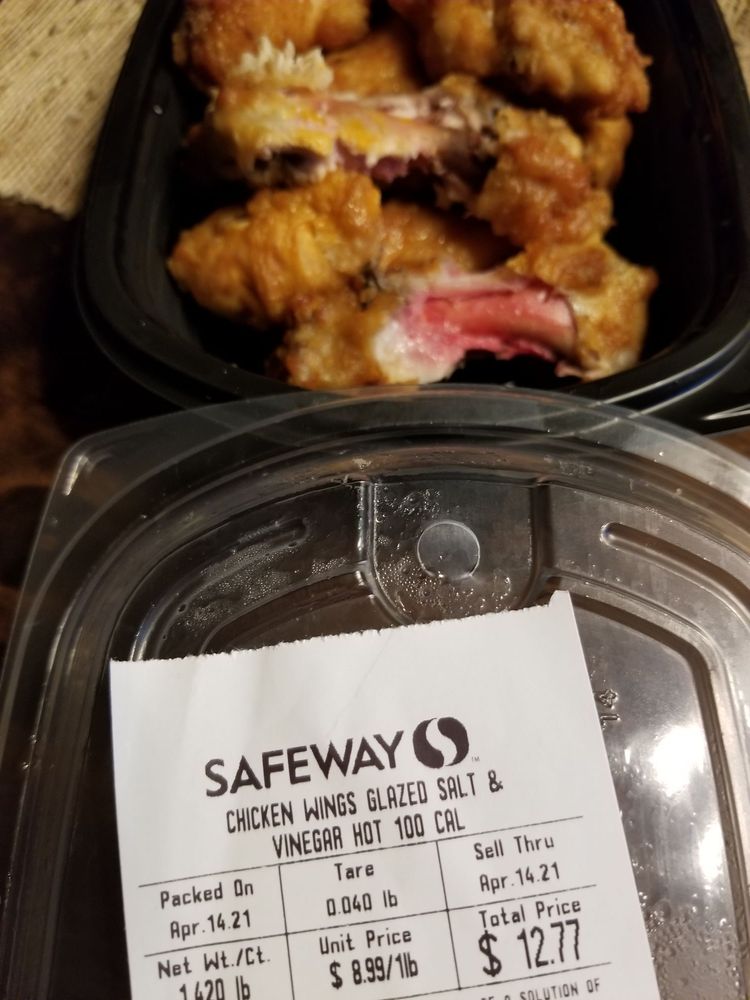 SAFEWAY
CHICKEN WINGS GLAZED SALT &
VINEGAR HOT 100 CAL
Packed On
Apr.14.21
Tare
0.040 lb
Sell Thru
Apr.14.21
Net Wt./Ct.
1.420 lb
Unit Price
$ 8.99/1lb
Total Price
$ 12.77
SOLUTION OF